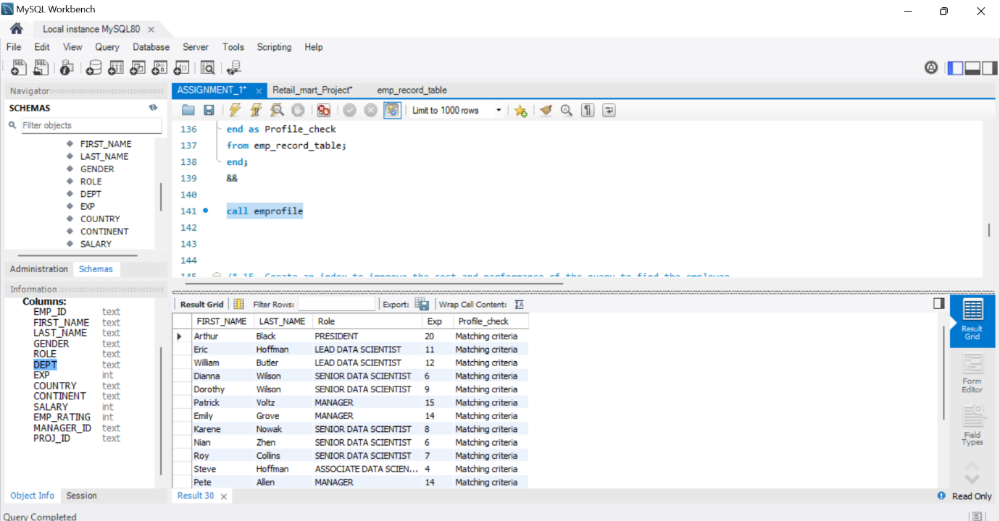 MySQL Workbench
Local instance MySQL80
File Edit View Query Database Server Tools Scripting Help
Navigator
SCHEMAS
Filter objects
FIRST_NAME
LAST_NAME
GENDER
ROLE
DEPT
EXP
COUNTRY
CONTINENT
SALARY
Administration Schemas
Information
Columns:
EMP_ID text
FIRST_NAME text
LAST_NAME text
GENDER text
ROLE text
DEPT text
EXP int
COUNTRY text
CONTINENT text
SALARY int
EMP_RATING int
MANAGER_ID text
PROJ_ID text
Object Info Session
Query Completed
ASSIGNMENT_1* Retail_mart_Project* emp_record_table
Limit to 1000 rows
136 end as Profile_check
137 from emp_record_table;
138 end;
139 &&
140
141 call emprofile
142
143
144
145 /* 15. Create an index to improve the cost and performance of the query to find the employee
Result Grid Filter Rows: Export: Wrap Cell Content:
FIRST_NAME LAST_NAME Role Exp Profile_check
Arthur Black PRESIDENT 20 Matching criteria
Eric Hoffman LEAD DATA SCIENTIST 11 Matching criteria
William Butler LEAD DATA SCIENTIST 12 Matching criteria
Dianna Wilson SENIOR DATA SCIENTIST 6 Matching criteria
Dorothy Wilson SENIOR DATA SCIENTIST 9 Matching criteria
Patrick Voltz MANAGER 15 Matching criteria
Emily Grove MANAGER 14 Matching criteria
Karene Nowak SENIOR DATA SCIENTIST 8 Matching criteria
Nian Zhen SENIOR DATA SCIENTIST 6 Matching criteria
Roy Collins SENIOR DATA SCIENTIST 7 Matching criteria
Steve Hoffman ASSOCIATE DATA SCIEN... 4 Matching criteria
Pete Allen MANAGER 14 Matching criteria
Result 30
Result
Grid
Form
Editor
Field
Types
Read Only